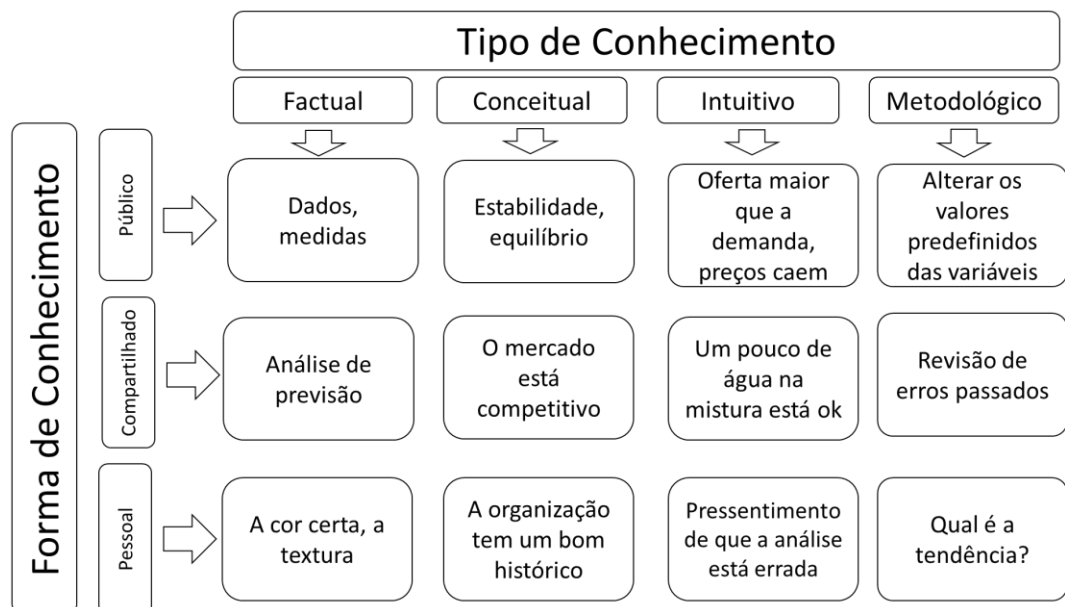 Tipo de Conhecimento
Factual
Conceitual
Intuitivo
Metodológico
Forma de Conhecimento
Público
Dados,
medidas
Estabilidade,
equilíbrio
Oferta maior
que a
demanda,
preços caem
Alterar os
valores
predefinidos
das variáveis
Compartilhado
Análise de
previsão
O mercado
está
competitivo
Um pouco de
água na
mistura está ok
Revisão de
erros passados
Pessoal
A cor certa, a
textura
A organização
tem um bom
histórico
Pressentimento
de que a análise
está errada
Qual é a
tendência?